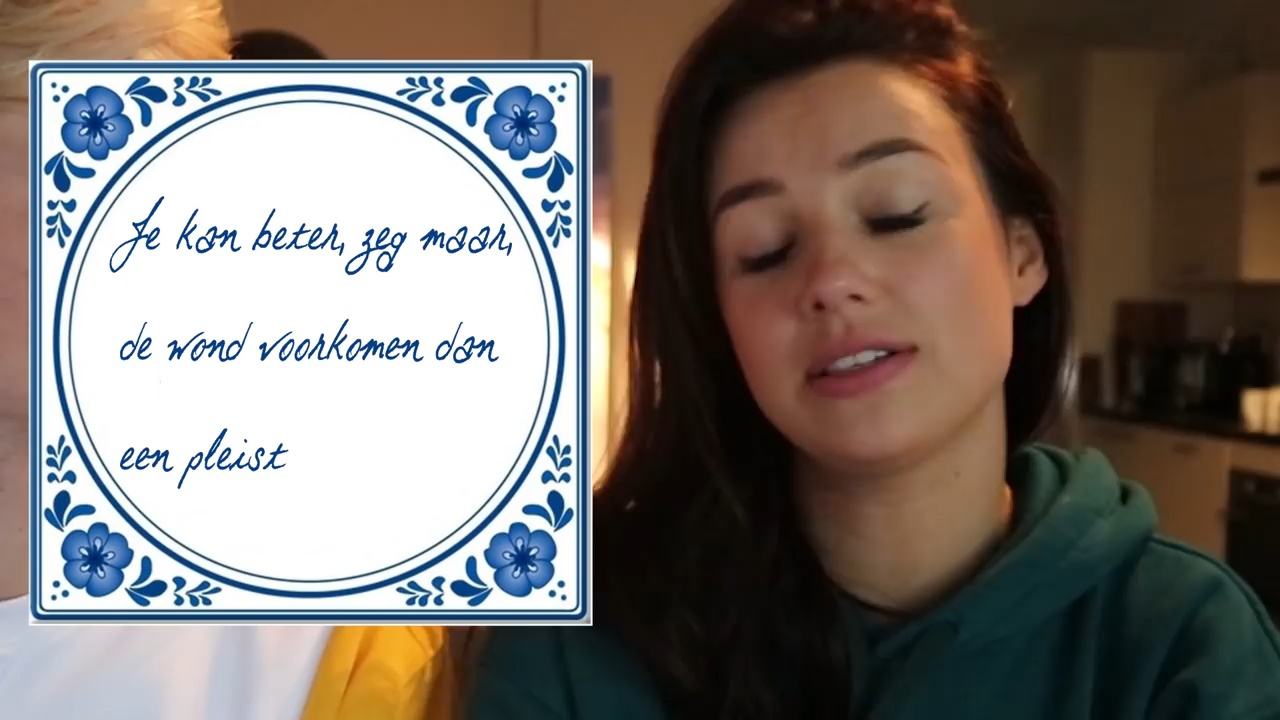 Je kan beter, zeg maar,
de wond voorkomen dan
een pleist